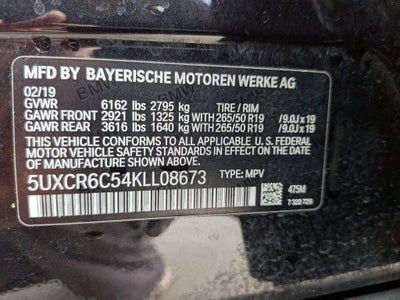 MFD BY BAYERISCHE MOTOREN WERKE AG
02/19
GVWR 6162 lbs 2795 kg TIRE / RIM
GAWR FRONT 2921 lbs 1325 kg WITH 265/50 R19 /9.0J x 19
GAWR REAR 3616 lbs 1640 kg WITH 265/50 R19 /9.0J x 19
THIS VEHICLE CONFORMS TO ALL APPLICABLE U.S. FEDERAL
MOTOR VEHICLE SAFETY STANDARDS IN EFFECT ON THE
DATE OF MANUFACTURE SHOWN ABOVE.
5UXCR6C54KLL08673 TYPE: MPV
475M
7 320 729